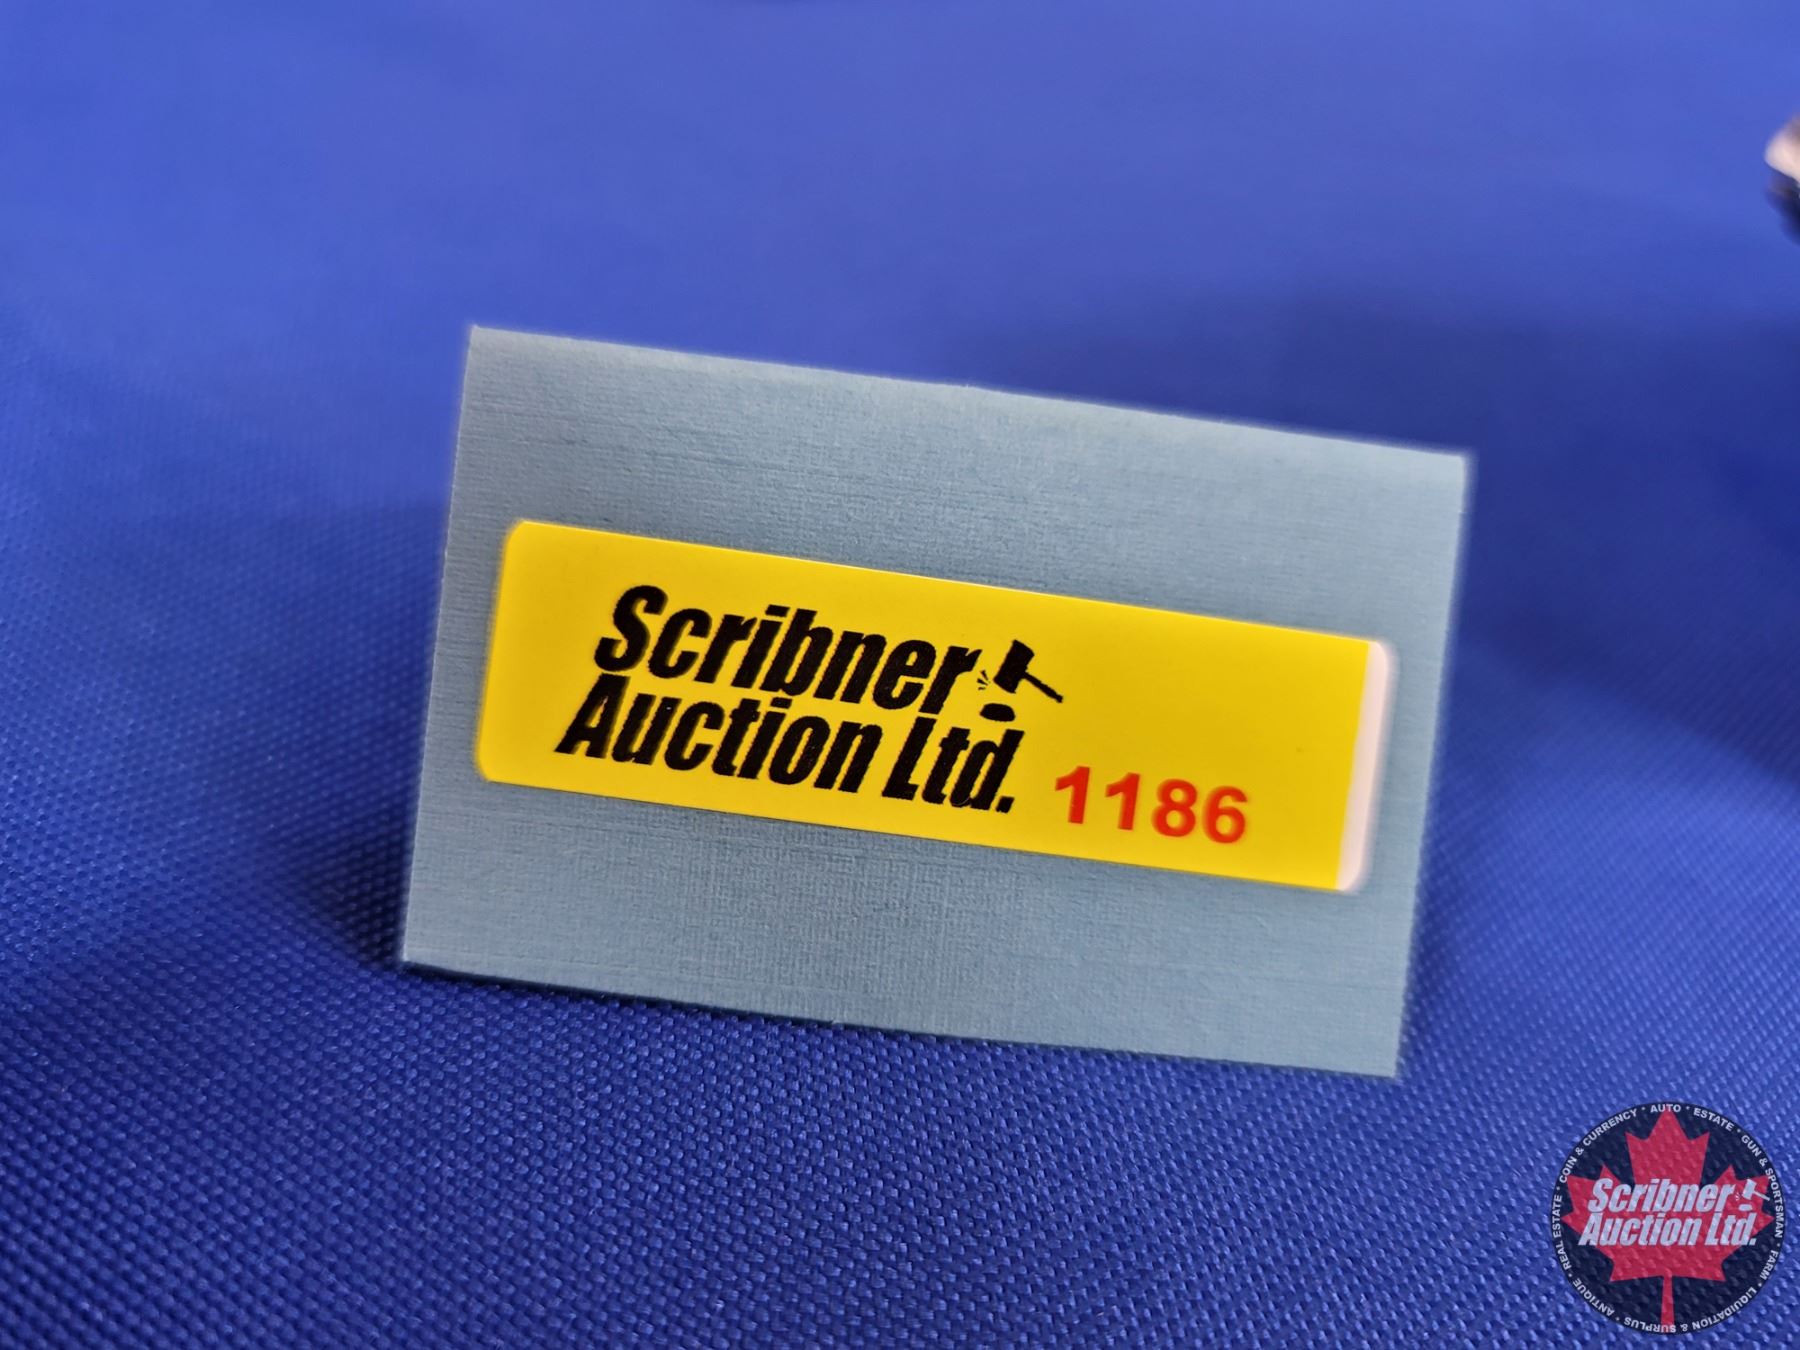 Scribner
Auction Ltd.
1186
REAL ESTATE * COIN & CURRENCY * AUTO * ESTATE * GUN & SPORTSMAN * FARM * LIQUIDATION & SURPLUS * ANTIQUE *
Scribner
Auction Ltd.